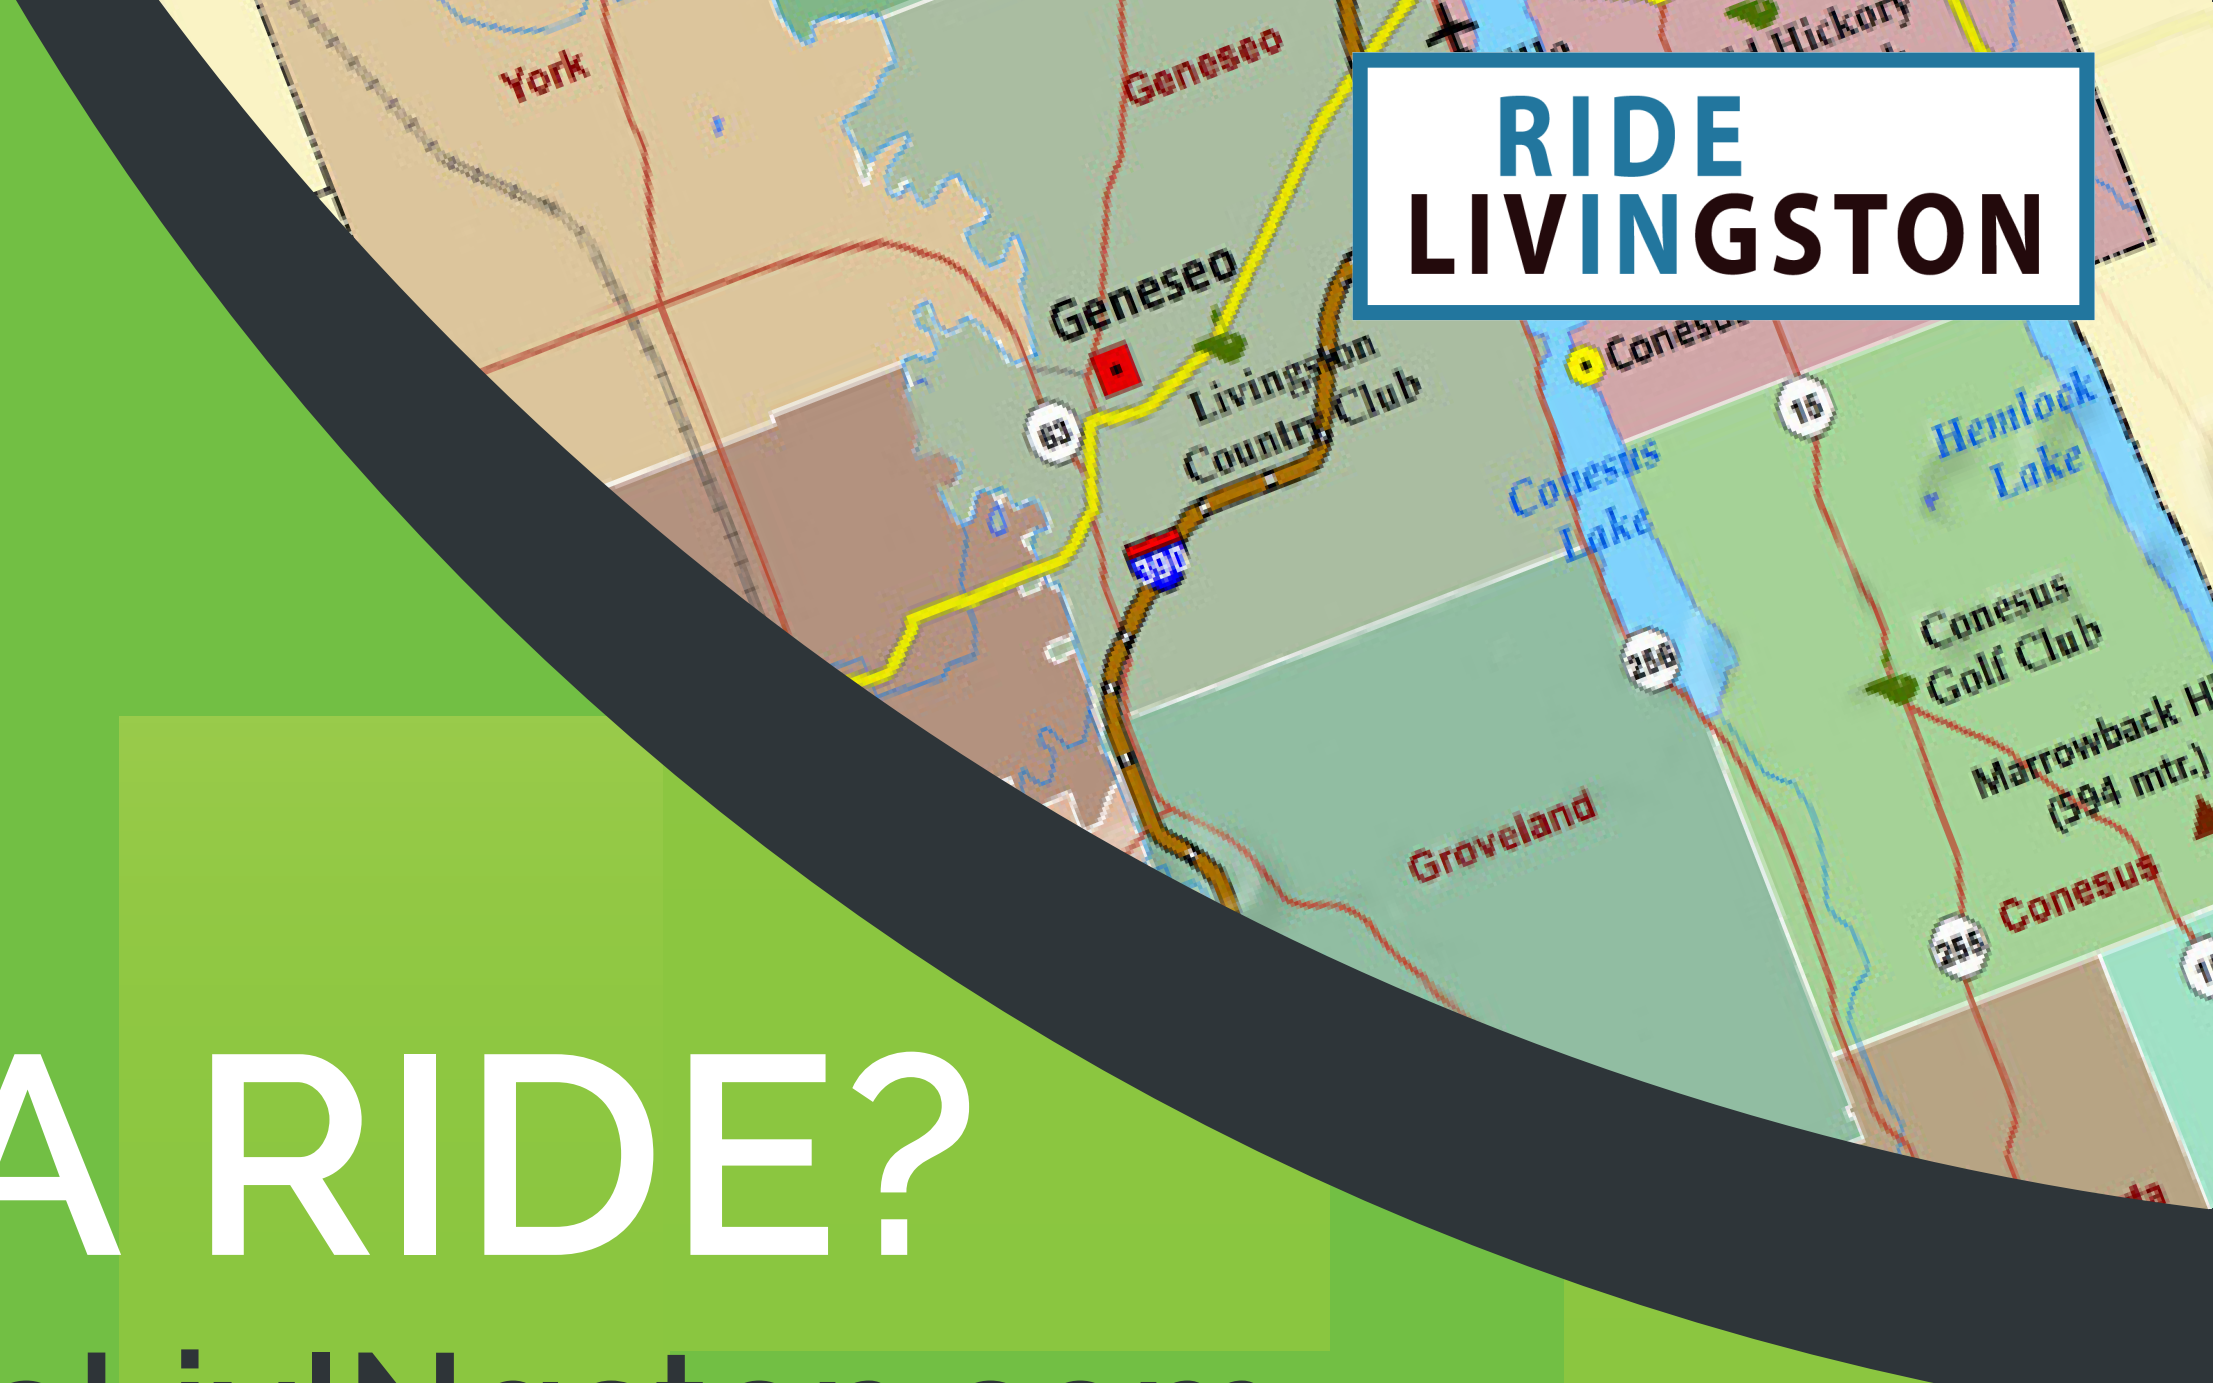 York
Geneseo
Hickory
RIDE
LIVINGSTON
Geneseo
Livingston
Country Club
63
390
15
Hemlock
Lake
Conesus
Lake
256
Conesus
Golf Club
Marrowback
(594 mtr.)
Groveland
Conesus
255
A RIDE?